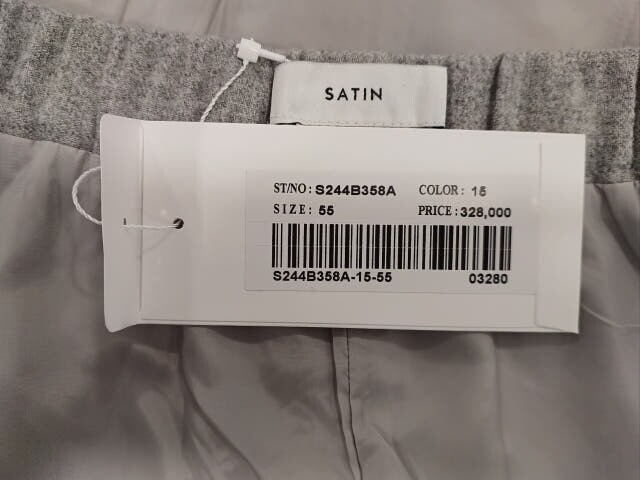 SATIN
ST/NO : S244B358A COLOR : 15
SIZE : 55 PRICE : 328,000
S244B358A-15-55 03280